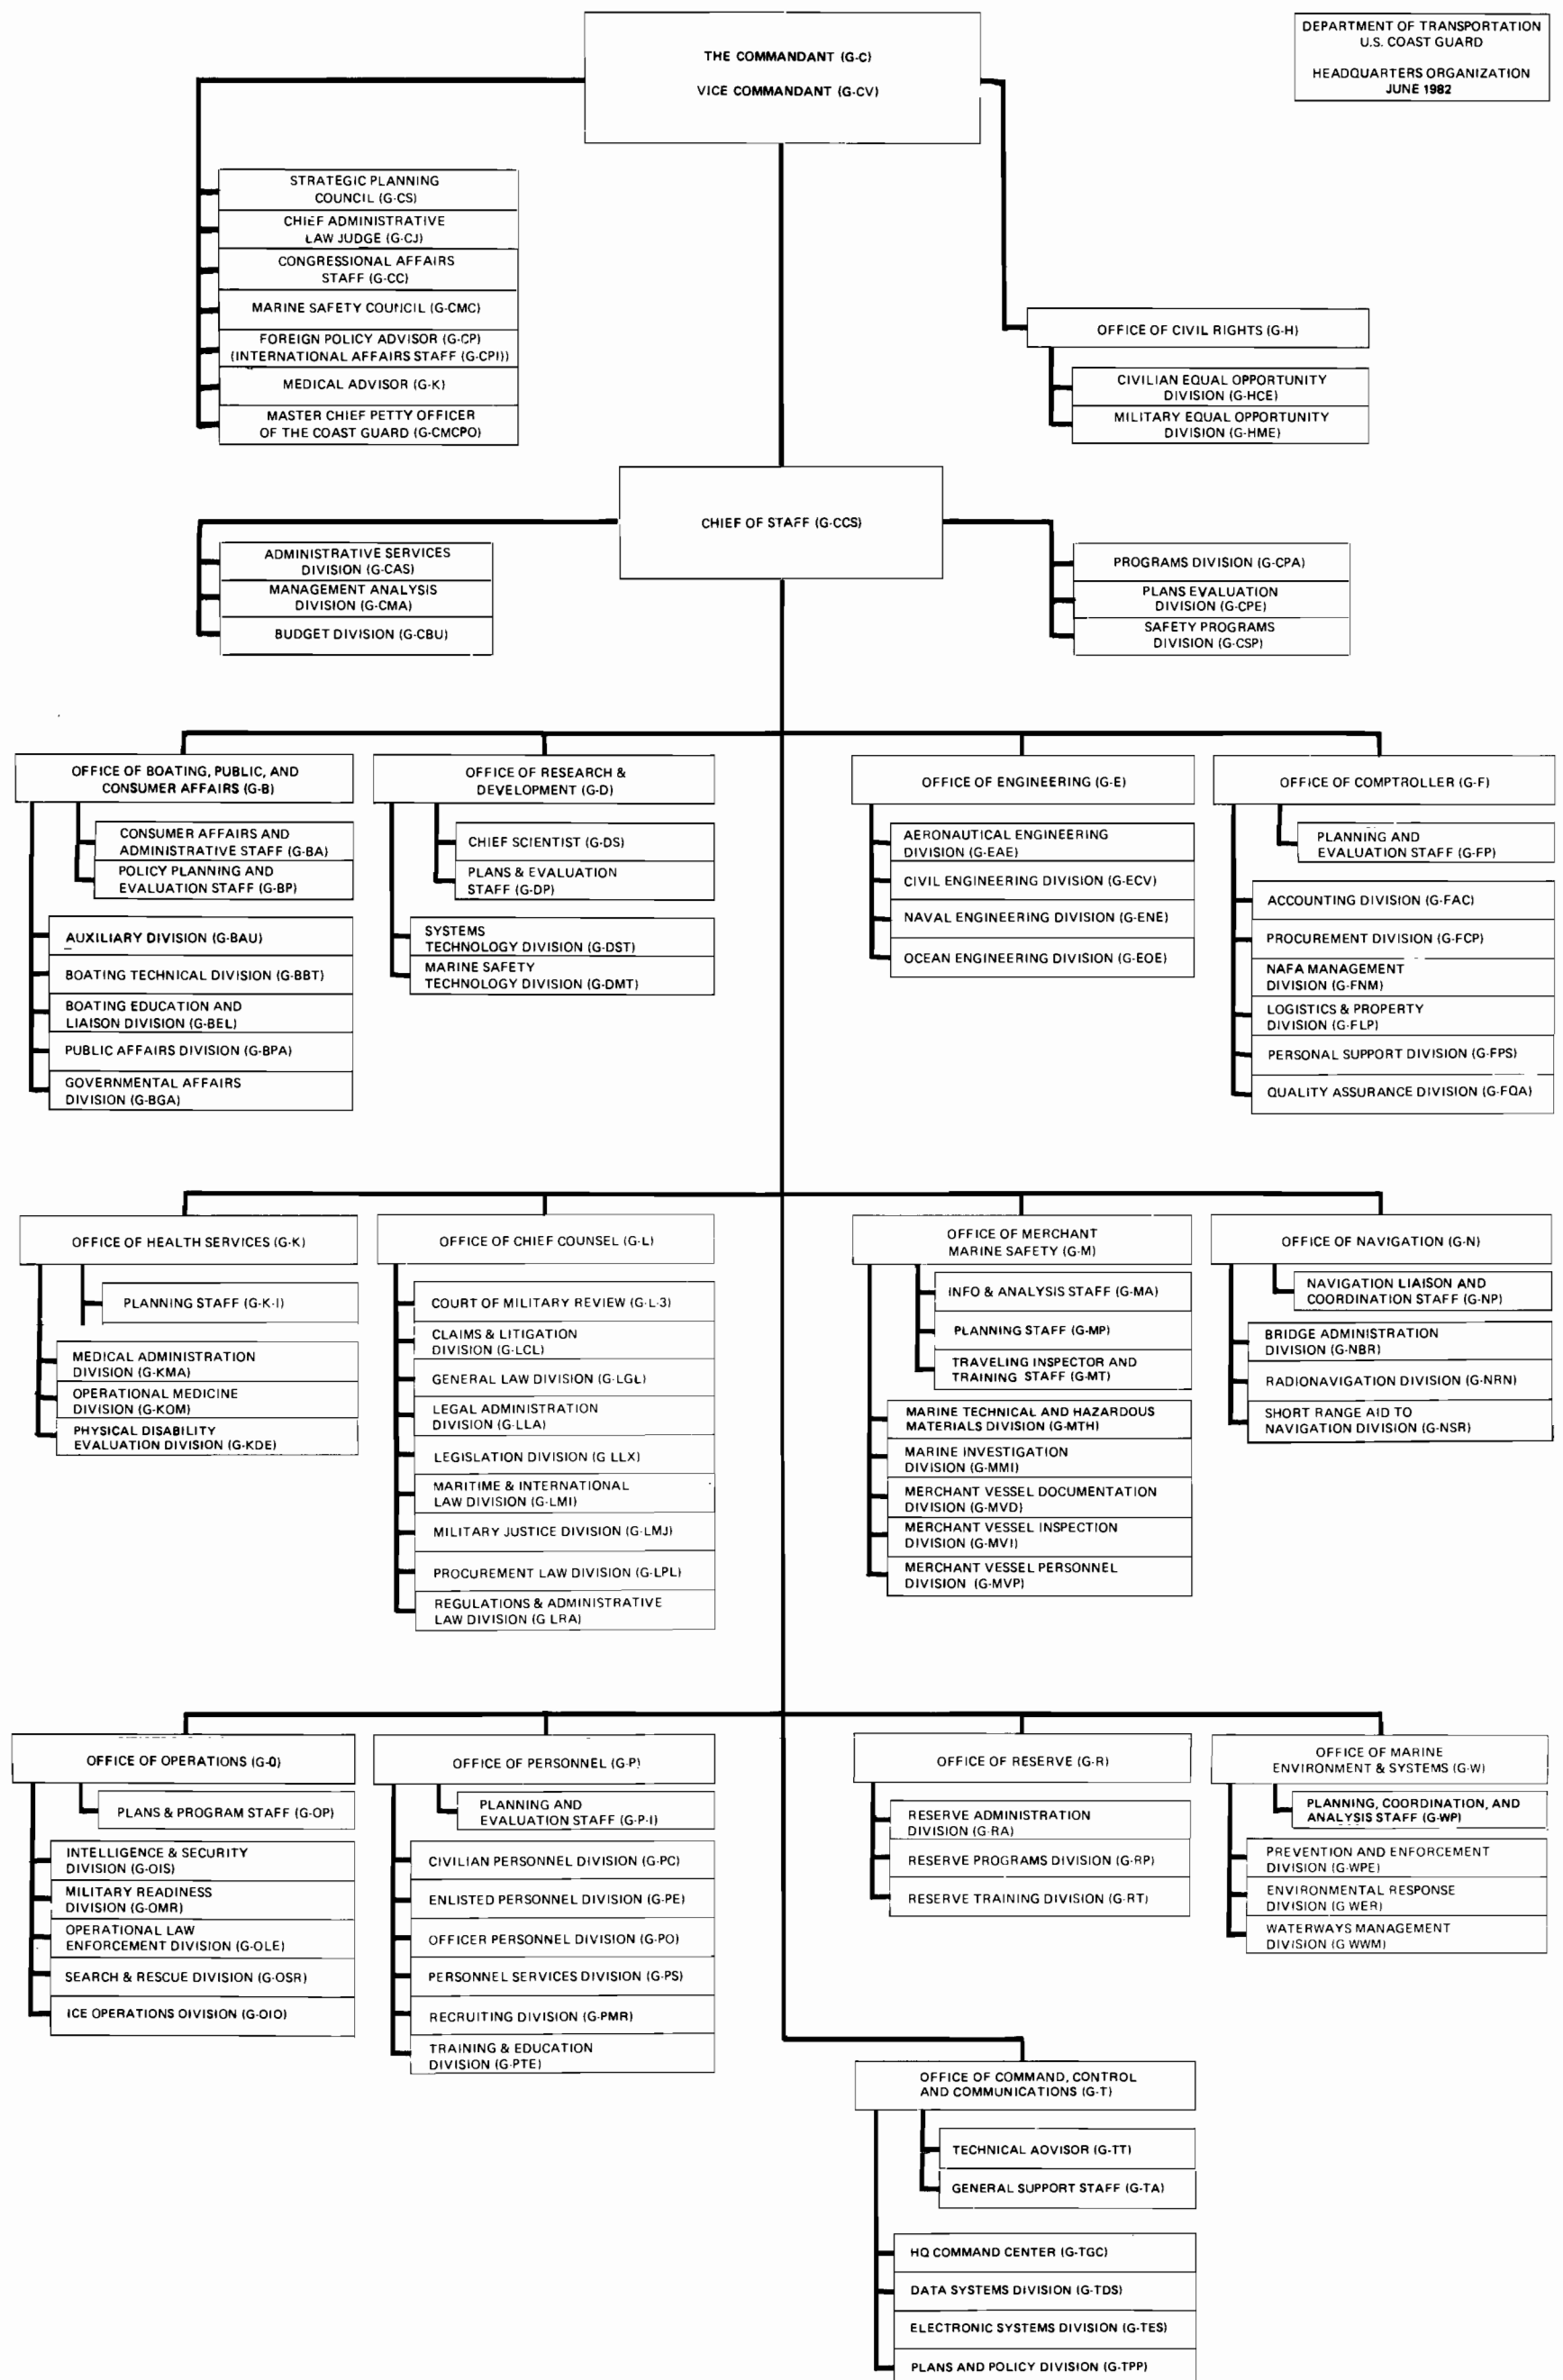 DEPARTMENT OF TRANSPORTATION
U.S. COAST GUARD
HEADQUARTERS ORGANIZATION
JUNE 1982
THE COMMANDANT (G-C)
VICE COMMANDANT (G-CV)
STRATEGIC PLANNING
COUNCIL (G-CS)
CHIEF ADMINISTRATIVE
LAW JUDGE (G-CJ)
CONGRESSIONAL AFFAIRS
STAFF (G-CC)
MARINE SAFETY COUNCIL (G-CMC)
FOREIGN POLICY ADVISOR (G-CP)
(INTERNATIONAL AFFAIRS STAFF (G-CPI))
MEDICAL ADVISOR (G-K)
MASTER CHIEF PETTY OFFICER
OF THE COAST GUARD (G-CMCPO)
OFFICE OF CIVIL RIGHTS (G-H)
CIVILIAN EQUAL OPPORTUNITY
DIVISION (G-HCE)
MILITARY EQUAL OPPORTUNITY
DIVISION (G-HME)
CHIEF OF STAFF (G-CCS)
ADMINISTRATIVE SERVICES
DIVISION (G-CAS)
MANAGEMENT ANALYSIS
DIVISION (G-CMA)
BUDGET DIVISION (G-CBU)
PROGRAMS DIVISION (G-CPA)
PLANS EVALUATION
DIVISION (G-CPE)
SAFETY PROGRAMS
DIVISION (G-CSP)
OFFICE OF BOATING, PUBLIC, AND
CONSUMER AFFAIRS (G-B)
CONSUMER AFFAIRS AND
ADMINISTRATIVE STAFF (G-BA)
POLICY PLANNING AND
EVALUATION STAFF (G-BP)
AUXILIARY DIVISION (G-BAU)
BOATING TECHNICAL DIVISION (G-BBT)
BOATING EDUCATION AND
LIAISON DIVISION (G-BEL)
PUBLIC AFFAIRS DIVISION (G-BPA)
GOVERNMENTAL AFFAIRS
DIVISION (G-BGA)
OFFICE OF RESEARCH &
DEVELOPMENT (G-D)
CHIEF SCIENTIST (G-DS)
PLANS & EVALUATION
STAFF (G-DP)
SYSTEMS
TECHNOLOGY DIVISION (G-DST)
MARINE SAFETY
TECHNOLOGY DIVISION (G-DMT)
OFFICE OF ENGINEERING (G-E)
AERONAUTICAL ENGINEERING
DIVISION (G-EAE)
CIVIL ENGINEERING DIVISION (G-ECV)
NAVAL ENGINEERING DIVISION (G-ENE)
OCEAN ENGINEERING DIVISION (G-EOE)
OFFICE OF COMPTROLLER (G-F)
PLANNING AND
EVALUATION STAFF (G-FP)
ACCOUNTING DIVISION (G-FAC)
PROCUREMENT DIVISION (G-FCP)
NAFA MANAGEMENT
DIVISION (G-FNM)
LOGISTICS & PROPERTY
DIVISION (G-FLP)
PERSONAL SUPPORT DIVISION (G-FPS)
QUALITY ASSURANCE DIVISION (G-FQA)
OFFICE OF HEALTH SERVICES (G-K)
PLANNING STAFF (G-K-I)
MEDICAL ADMINISTRATION
DIVISION (G-KMA)
OPERATIONAL MEDICINE
DIVISION (G-KOM)
PHYSICAL DISABILITY
EVALUATION DIVISION (G-KDE)
OFFICE OF CHIEF COUNSEL (G-L)
COURT OF MILITARY REVIEW (G-L-3)
CLAIMS & LITIGATION
DIVISION (G-LCL)
GENERAL LAW DIVISION (G-LGL)
LEGAL ADMINISTRATION
DIVISION (G-LLA)
LEGISLATION DIVISION (G LLX)
MARITIME & INTERNATIONAL
LAW DIVISION (G-LMI)
MILITARY JUSTICE DIVISION (G-LMJ)
PROCUREMENT LAW DIVISION (G-LPL)
REGULATIONS & ADMINISTRATIVE
LAW DIVISION (G LRA)
OFFICE OF MERCHANT
MARINE SAFETY (G-M)
INFO & ANALYSIS STAFF (G-MA)
PLANNING STAFF (G-MP)
TRAVELING INSPECTOR AND
TRAINING STAFF (G-MT)
MARINE TECHNICAL AND HAZARDOUS
MATERIALS DIVISION (G-MTH)
MARINE INVESTIGATION
DIVISION (G-MMI)
MERCHANT VESSEL DOCUMENTATION
DIVISION (G-MVD)
MERCHANT VESSEL INSPECTION
DIVISION (G-MVI)
MERCHANT VESSEL PERSONNEL
DIVISION (G-MVP)
OFFICE OF NAVIGATION (G-N)
NAVIGATION LIAISON AND
COORDINATION STAFF (G-NP)
BRIDGE ADMINISTRATION
DIVISION (G-NBR)
RADIONAVIGATION DIVISION (G-NRN)
SHORT RANGE AID TO
NAVIGATION DIVISION (G-NSR)
OFFICE OF OPERATIONS (G-0)
PLANS & PROGRAM STAFF (G-OP)
INTELLIGENCE & SECURITY
DIVISION (G-OIS)
MILITARY READINESS
DIVISION (G-OMR)
OPERATIONAL LAW
ENFORCEMENT DIVISION (G-OLE)
SEARCH & RESCUE DIVISION (G-OSR)
ICE OPERATIONS DIVISION (G-OIO)
OFFICE OF PERSONNEL (G-P)
PLANNING AND
EVALUATION STAFF (G-P-I)
CIVILIAN PERSONNEL DIVISION (G-PC)
ENLISTED PERSONNEL DIVISION (G-PE)
OFFICER PERSONNEL DIVISION (G-PO)
PERSONNEL SERVICES DIVISION (G-PS)
RECRUITING DIVISION (G-PMR)
TRAINING & EDUCATION
DIVISION (G-PTE)
OFFICE OF RESERVE (G-R)
RESERVE ADMINISTRATION
DIVISION (G-RA)
RESERVE PROGRAMS DIVISION (G-RP)
RESERVE TRAINING DIVISION (G-RT)
OFFICE OF MARINE
ENVIRONMENT & SYSTEMS (G-W)
PLANNING, COORDINATION, AND
ANALYSIS STAFF (G-WP)
PREVENTION AND ENFORCEMENT
DIVISION (G-WPE)
ENVIRONMENTAL RESPONSE
DIVISION (G WER)
WATERWAYS MANAGEMENT
DIVISION (G WWM)
OFFICE OF COMMAND, CONTROL
AND COMMUNICATIONS (G-T)
TECHNICAL ADVISOR (G-TT)
GENERAL SUPPORT STAFF (G-TA)
HQ COMMAND CENTER (G-TGC)
DATA SYSTEMS DIVISION (G-TDS)
ELECTRONIC SYSTEMS DIVISION (G-TES)
PLANS AND POLICY DIVISION (G-TPP)